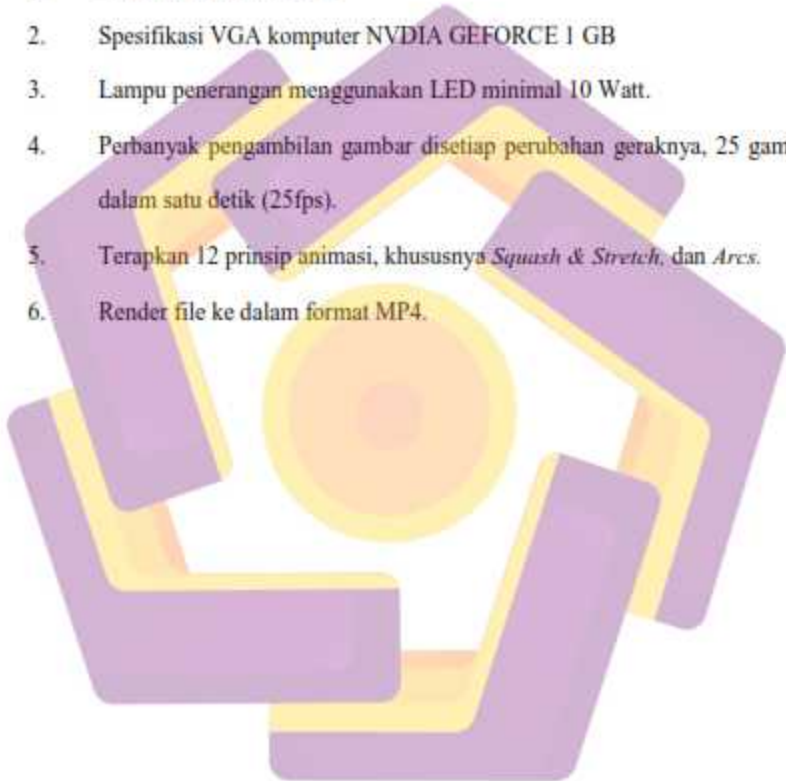 2. Spesifikasi VGA komputer NVDIA GEFORCE 1 GB
3. Lampu penerangan menggunakan LED minimal 10 Watt.
4. Perbanyak pengambilan gambar disetiap perubahan geraknya, 25 gam
dalam satu detik (25fps).
5. Terapkan 12 prinsip animasi, khususnya Squash & Stretch, dan Arcs.
6. Render file ke dalam format MP4.